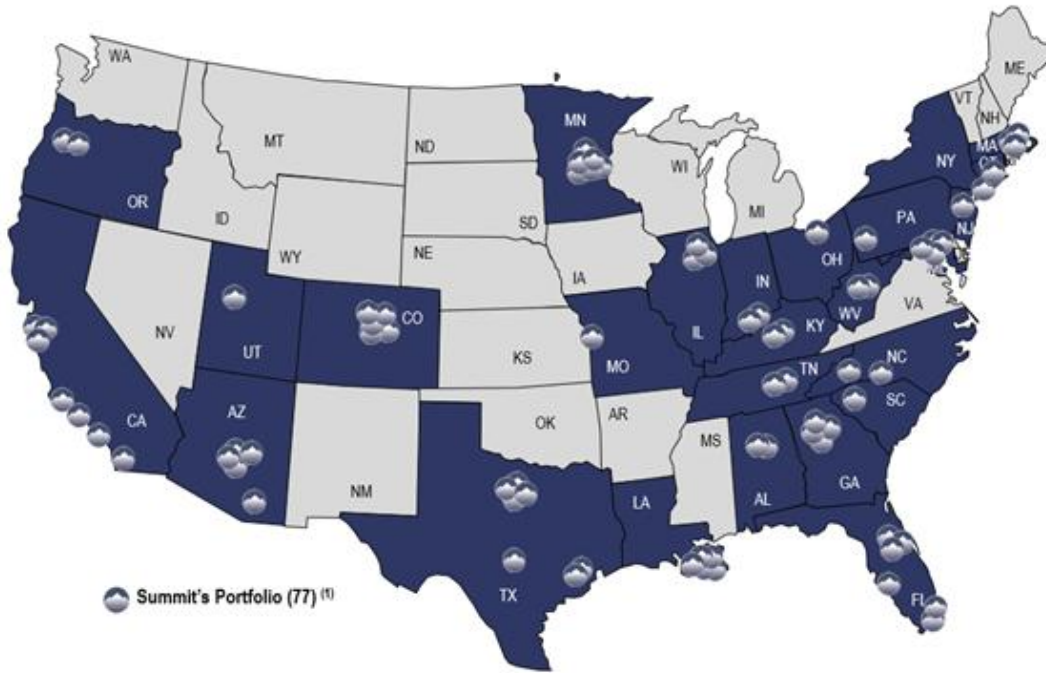 WA
ME
MT
ND
MN
VT
NH
OR
ID
SD
WI
MI
NY
MA
CT
WY
NE
IA
PA
NJ
NV
UT
CO
IL
IN
OH
WV
VA
KS
MO
KY
CA
AZ
NM
OK
AR
TN
NC
SC
MS
AL
GA
LA
TX
FL
Summit's Portfolio (77) (1)